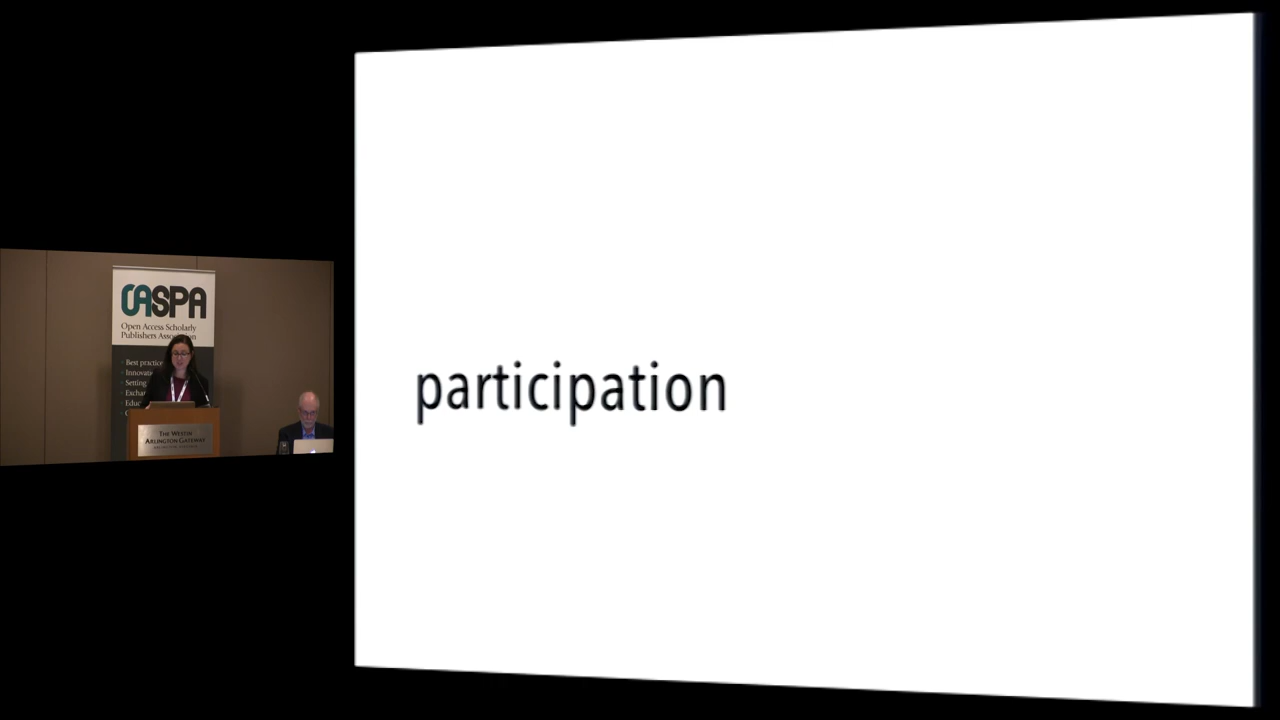 OASPA
Open Access Scholarly
Publishers Association
Best practice
Setting
THE WESTIN
ARLINGTON GATEWAY
participation